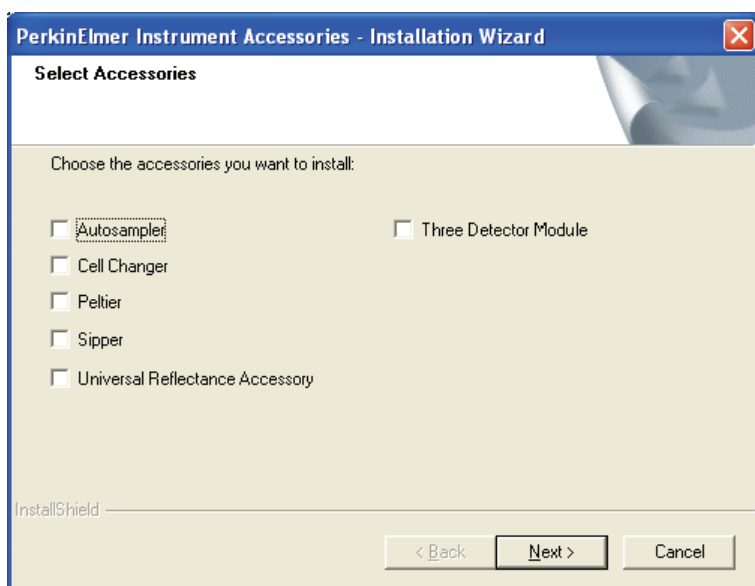 PerkinElmer Instrument Accessories - Installation Wizard
Select Accessories
Choose the accessories you want to install:
Autosampler
Three Detector Module
Cell Changer
Peltier
Sipper
Universal Reflectance Accessory
InstallShield
< Back
Next >
Cancel